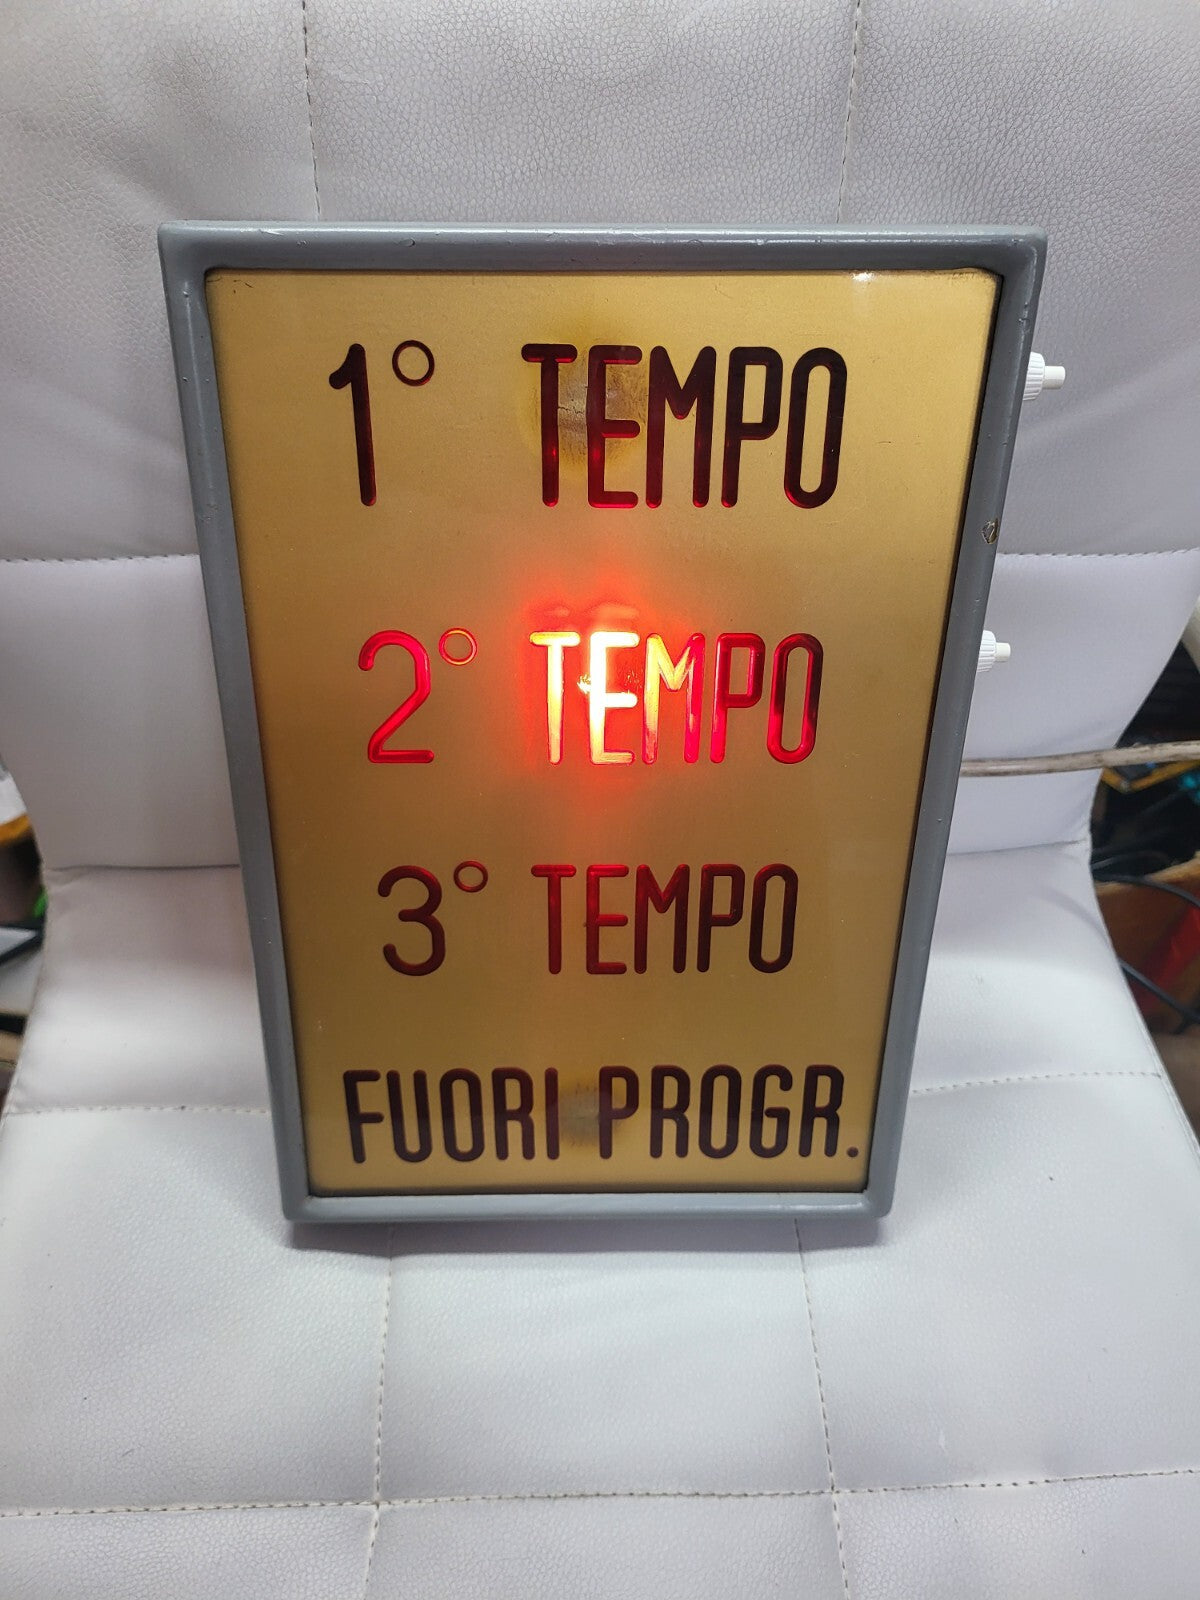 1° TEMPO
2° TEMPO
3° TEMPO
FUORI PROGR.